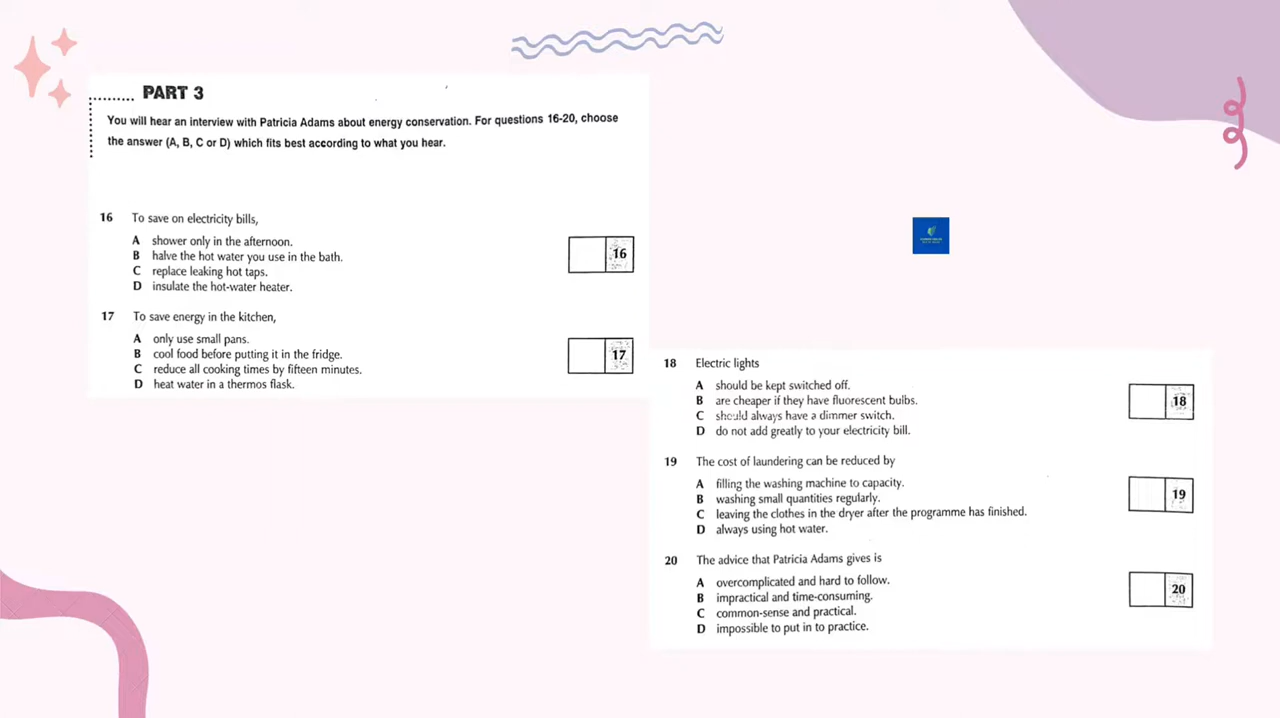 PART 3
You will hear an interview with Patricia Adams about energy conservation. For questions 16-20, choose
the answer (A, B, C or D) which fits best according to what you hear.
16 To save on electricity bills,
A shower only in the afternoon.
B halve the hot water you use in the bath.
C replace leaking hot taps.
D insulate the hot-water heater.
16
17 To save energy in the kitchen,
A only use small pans.
B cool food before putting it in the fridge.
C reduce all cooking times by fifteen minutes.
D heat water in a thermos flask.
17
18 Electric lights
A should be kept switched off.
B are cheaper if they have fluorescent bulbs.
C should always have a dimmer switch.
D do not add greatly to your electricity bill.
18
19 The cost of laundering can be reduced by
A filling the washing machine to capacity.
B washing small quantities regularly.
C leaving the clothes in the dryer after the programme has finished.
D always using hot water.
19
20 The advice that Patricia Adams gives is
A overcomplicated and hard to follow.
B impractical and time-consuming.
C common-sense and practical.
D impossible to put in to practice.
20